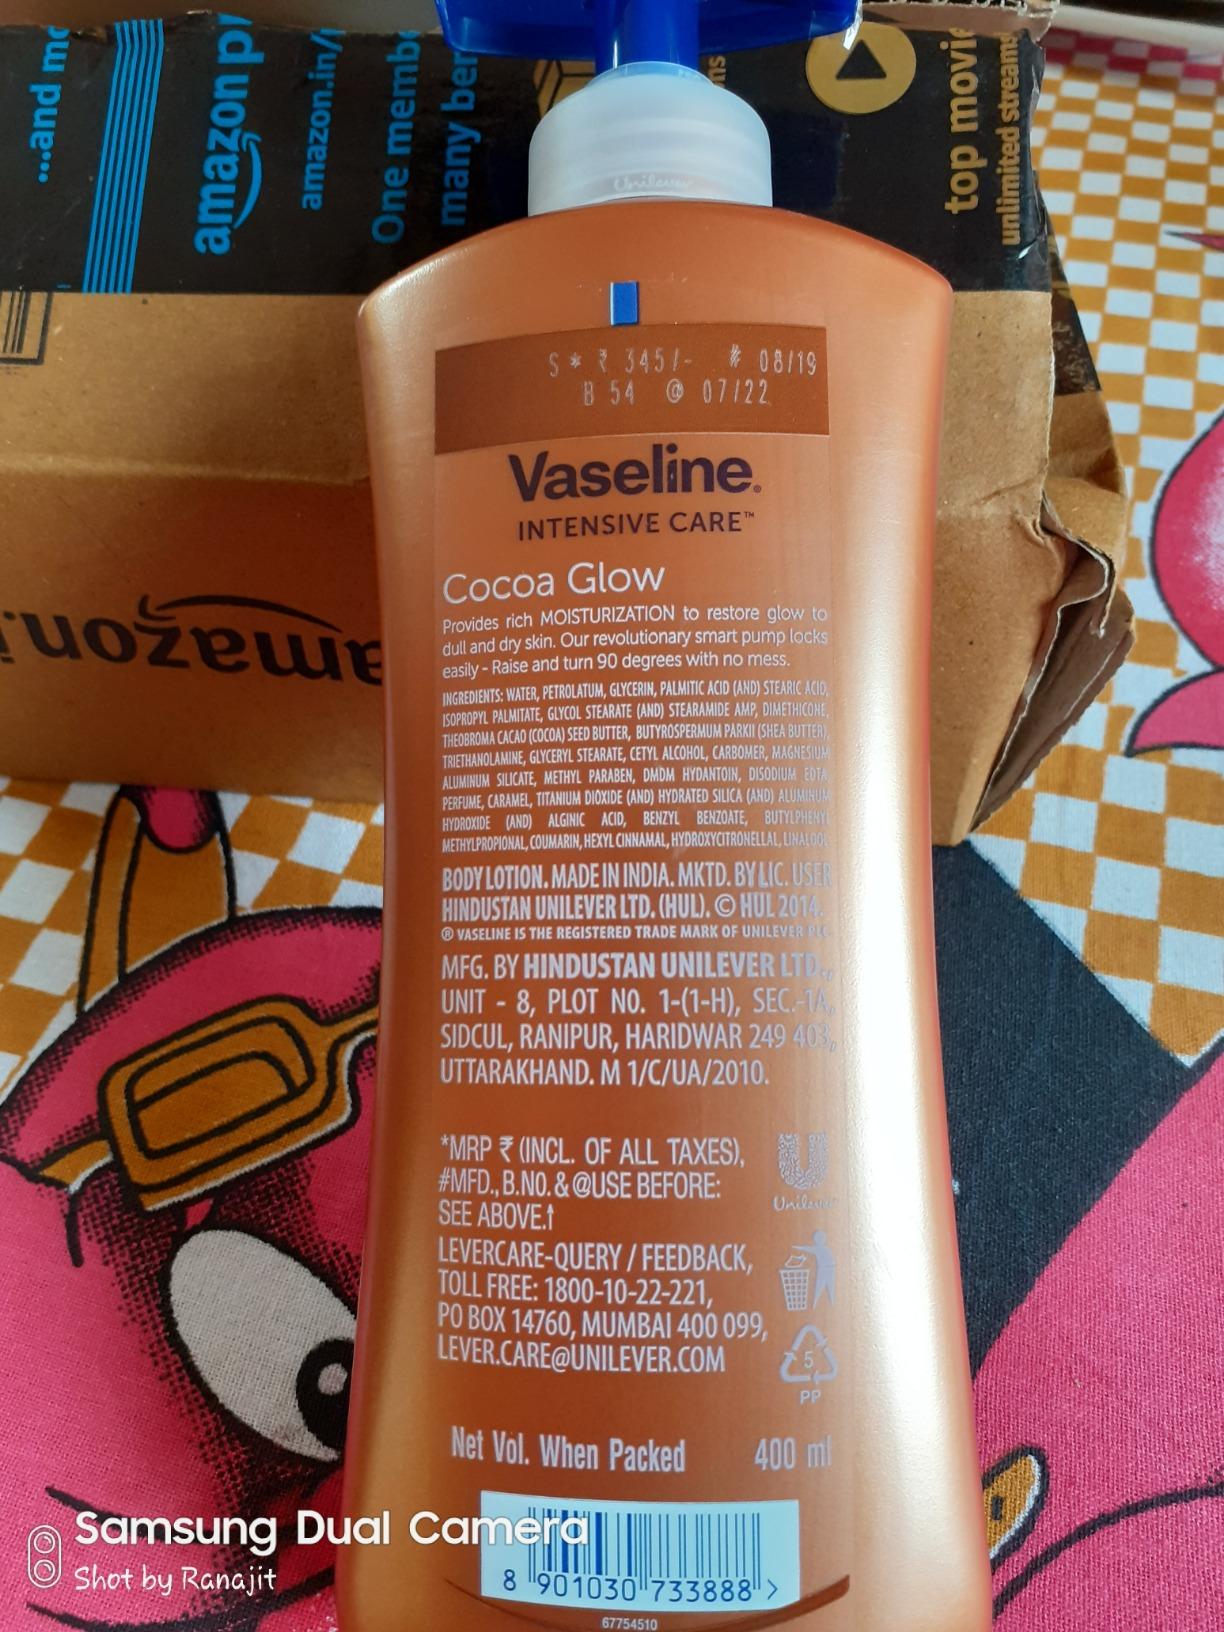 ...and mo
amazon p
amazon.in/
One memb
many ber
top movie
unlimited streami
Unilever
S * ₹ 345/- # 08/19
B 54 @ 07/22
Vaseline®
INTENSIVE CARE™
Cocoa Glow
Provides rich MOISTURIZATION to restore glow to
dull and dry skin. Our revolutionary smart pump locks
easily - Raise and turn 90 degrees with no mess.
INGREDIENTS: WATER, PETROLATUM, GLYCERIN, PALMITIC ACID (AND) STEARIC ACID,
ISOPROPYL PALMITATE, GLYCOL STEARATE (AND) STEARAMIDE AMP, DIMETHICONE,
THEOBROMA CACAO (COCOA) SEED BUTTER, BUTYROSPERMUM PARKII (SHEA BUTTER),
TRIETHANOLAMINE, GLYCERYL STEARATE, CETYL ALCOHOL, CARBOMER, MAGNESIUM
ALUMINUM SILICATE, METHYL PARABEN, DMDM HYDANTOIN, DISODIUM EDTA,
PERFUME, CARAMEL, TITANIUM DIOXIDE (AND) HYDRATED SILICA (AND) ALUMINUM
HYDROXIDE (AND) ALGINIC ACID, BENZYL BENZOATE, BUTYLPHENYL
METHYLPROPIONAL, COUMARIN, HEXYL CINNAMAL, HYDROXYCITRONELLAL, LINALOOL.
BODY LOTION. MADE IN INDIA. MKTD. BY LIC. USER
HINDUSTAN UNILEVER LTD. (HUL). © HUL 2014.
® VASELINE IS THE REGISTERED TRADE MARK OF UNILEVER PLC.
MFG. BY HINDUSTAN UNILEVER LTD.,
UNIT - 8, PLOT No. 1-(1-H), SEC.-1A,
SIDCUL, RANIPUR, HARIDWAR 249 403,
UTTARAKHAND. M 1/C/UA/2010.
*MRP ₹ (INCL. OF ALL TAXES),
#MFD., B.NO. & @USE BEFORE:
SEE ABOVE.↑
Unilever
LEVERCARE-QUERY / FEEDBACK,
TOLL FREE: 1800-10-22-221,
PO BOX 14760, MUMBAI 400 099,
LEVER.CARE@UNILEVER.COM
5
PP
Net Vol. When Packed 400 ml
8 901030 733888 >
67754510
amazon.i
Samsung Dual Camera
Shot by Ranajit